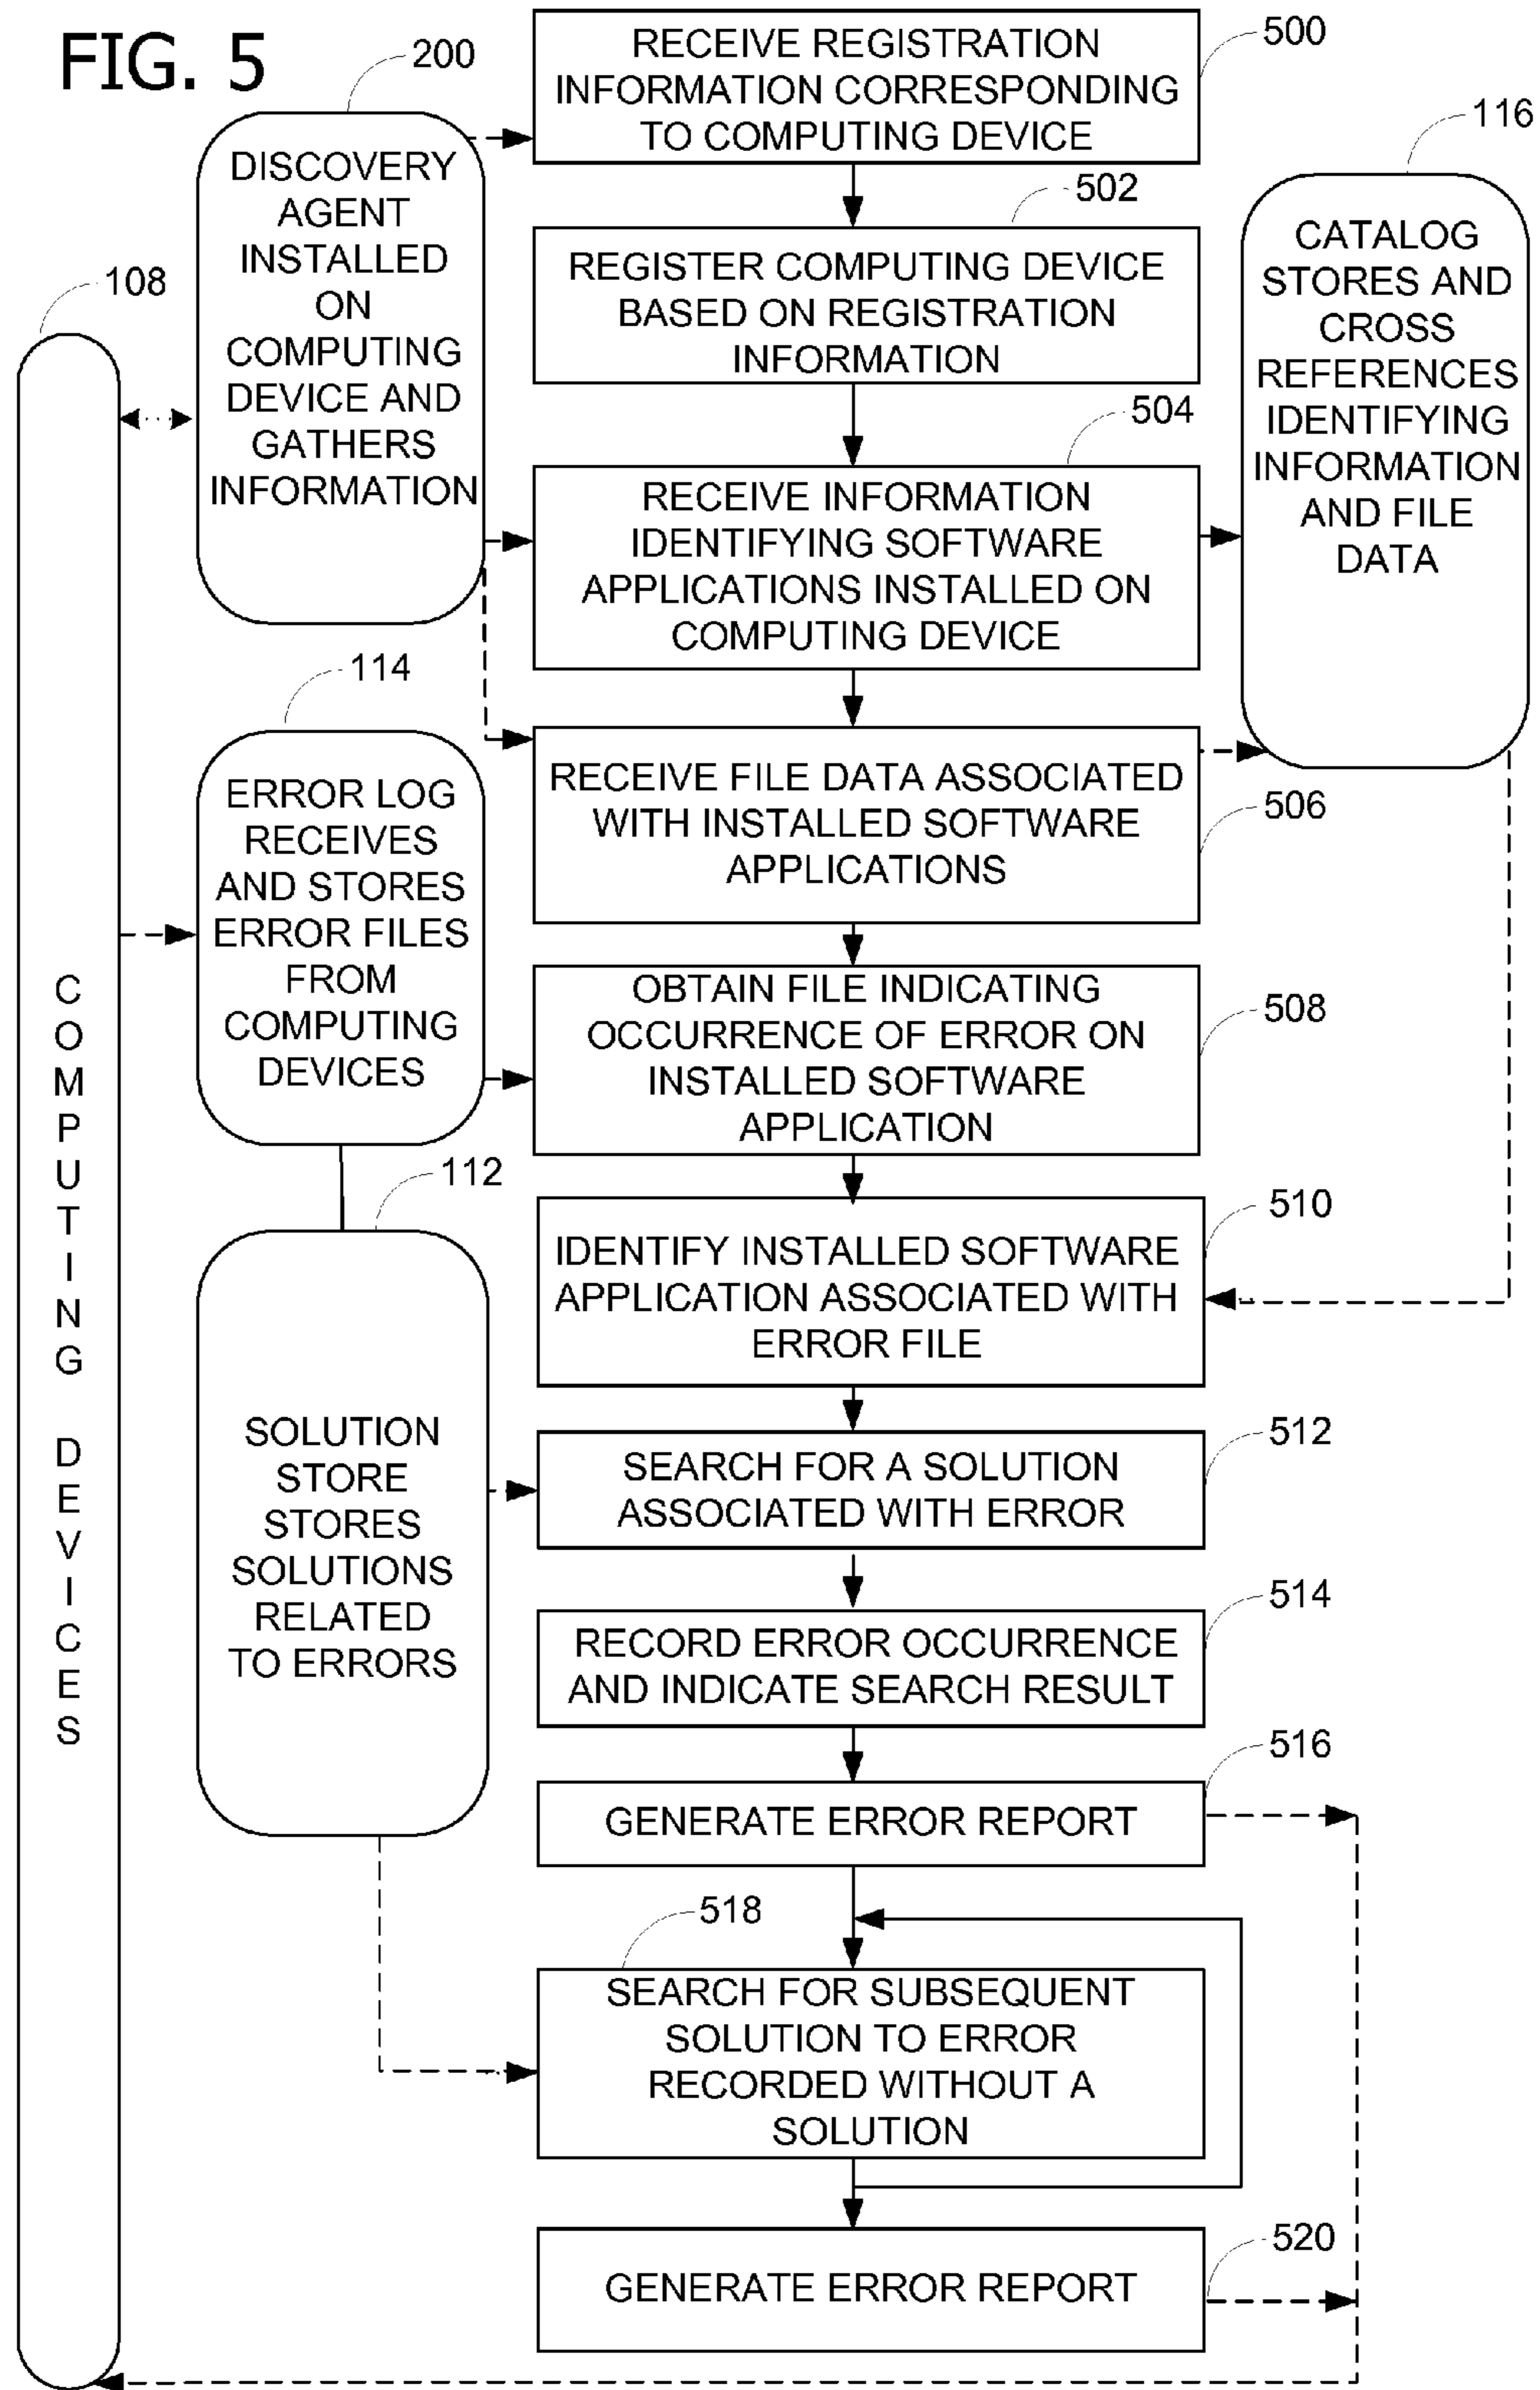 FIG. 5
200
DISCOVERY
AGENT
INSTALLED
ON
COMPUTING
DEVICE AND
GATHERS
INFORMATION
108
COMPUTING DEVICES
114
ERROR LOG
RECEIVES
AND STORES
ERROR FILES
FROM
COMPUTING
DEVICES
112
SOLUTION
STORE
STORES
SOLUTIONS
RELATED
TO ERRORS
500
RECEIVE REGISTRATION
INFORMATION CORRESPONDING
TO COMPUTING DEVICE
502
REGISTER COMPUTING DEVICE
BASED ON REGISTRATION
INFORMATION
504
RECEIVE INFORMATION
IDENTIFYING SOFTWARE
APPLICATIONS INSTALLED ON
COMPUTING DEVICE
116
CATALOG
STORES AND
CROSS
REFERENCES
IDENTIFYING
INFORMATION
AND FILE
DATA
506
RECEIVE FILE DATA ASSOCIATED
WITH INSTALLED SOFTWARE
APPLICATIONS
508
OBTAIN FILE INDICATING
OCCURRENCE OF ERROR ON
INSTALLED SOFTWARE
APPLICATION
510
IDENTIFY INSTALLED SOFTWARE
APPLICATION ASSOCIATED WITH
ERROR FILE
512
SEARCH FOR A SOLUTION
ASSOCIATED WITH ERROR
514
RECORD ERROR OCCURRENCE
AND INDICATE SEARCH RESULT
516
GENERATE ERROR REPORT
518
SEARCH FOR SUBSEQUENT
SOLUTION TO ERROR
RECORDED WITHOUT A
SOLUTION
520
GENERATE ERROR REPORT